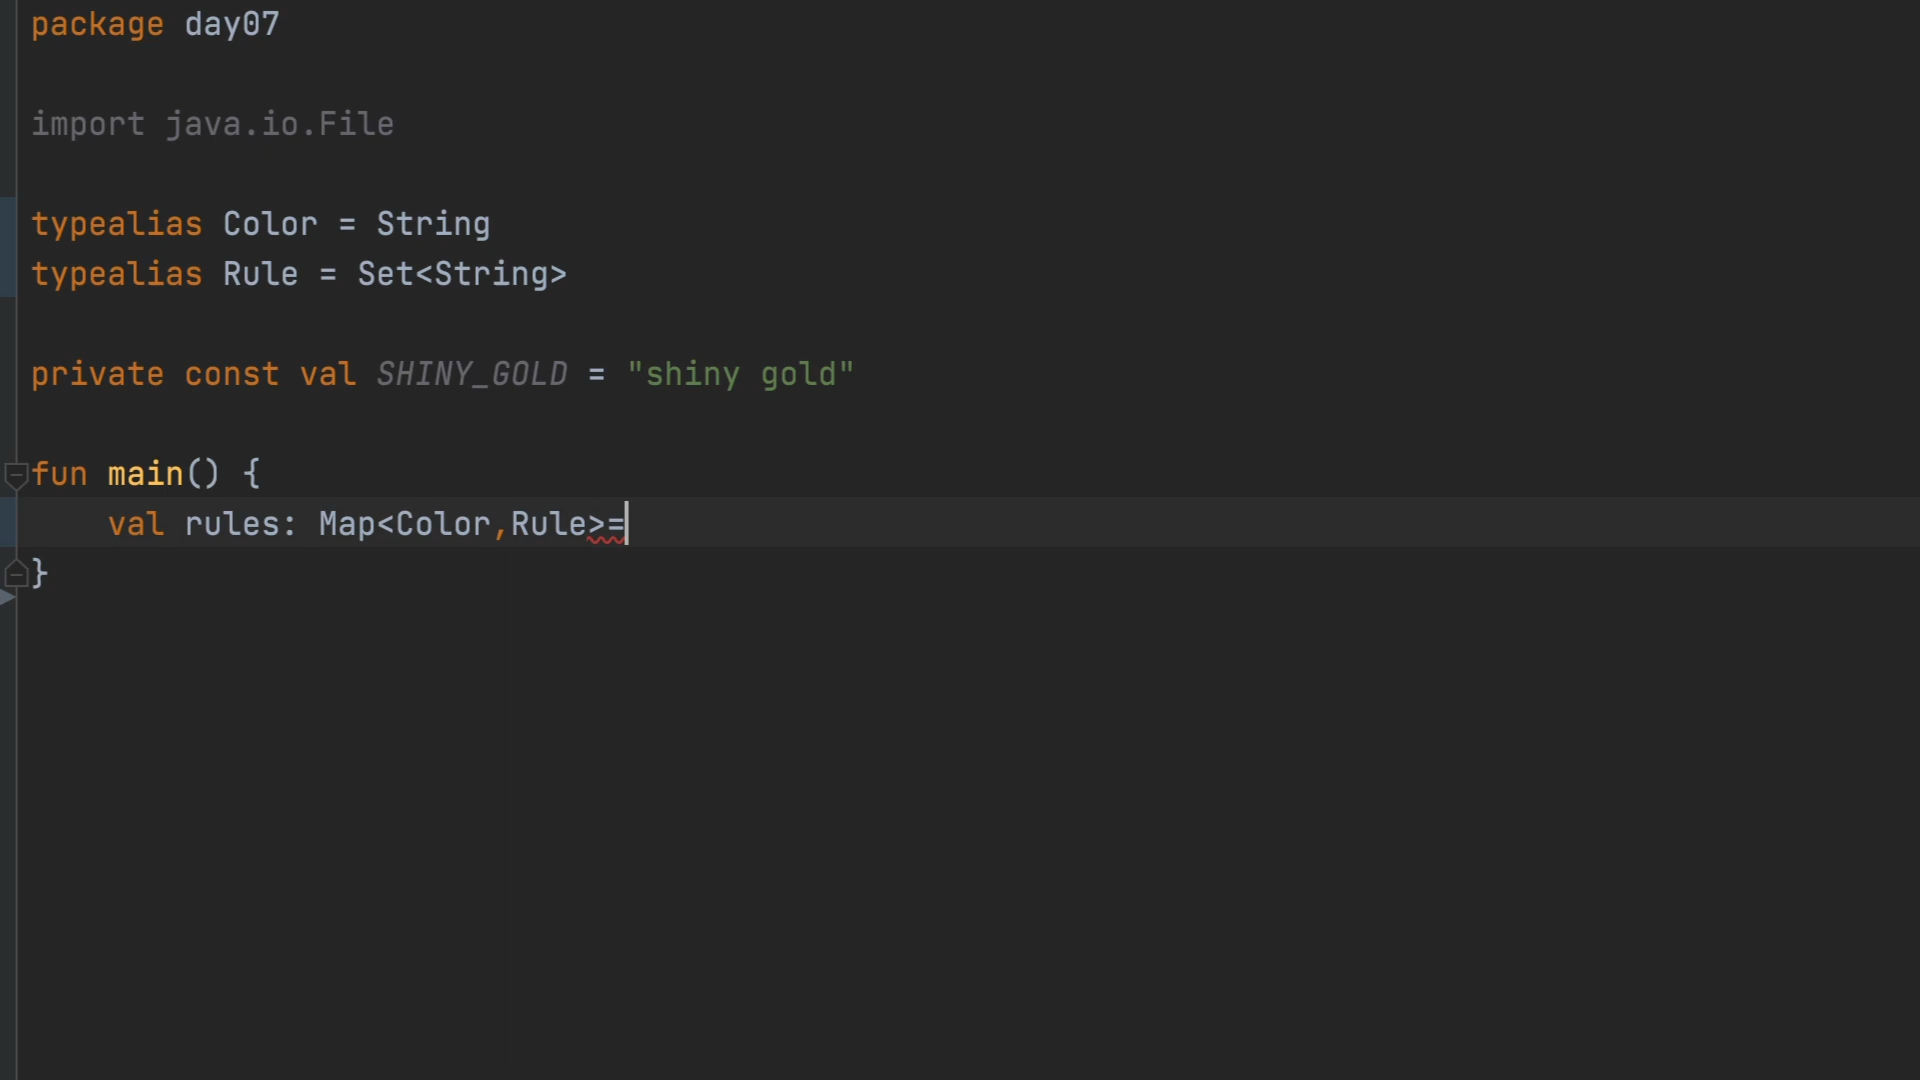 package day07
import java.io.File
typealias Color = String
typealias Rule = Set<String>
private const val SHINY_GOLD = "shiny gold"
fun main() {
    val rules: Map<Color,Rule>=
}